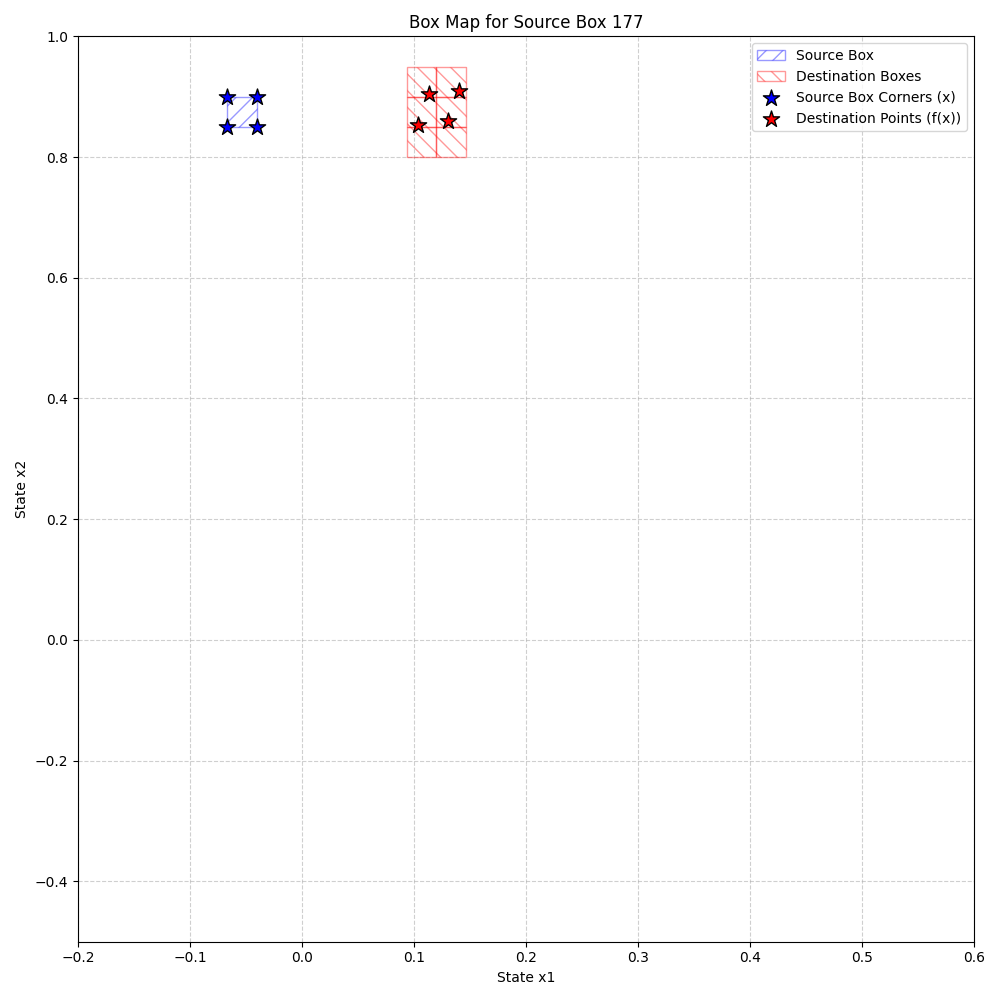 Box Map for Source Box 177
1.0
0.8
0.6
0.4
0.2
0.0
−0.2
−0.4
State x2
Source Box
Destination Boxes
Source Box Corners (x)
Destination Points (f(x))
−0.2 −0.1 0.0 0.1 0.2 0.3 0.4 0.5 0.6
State x1